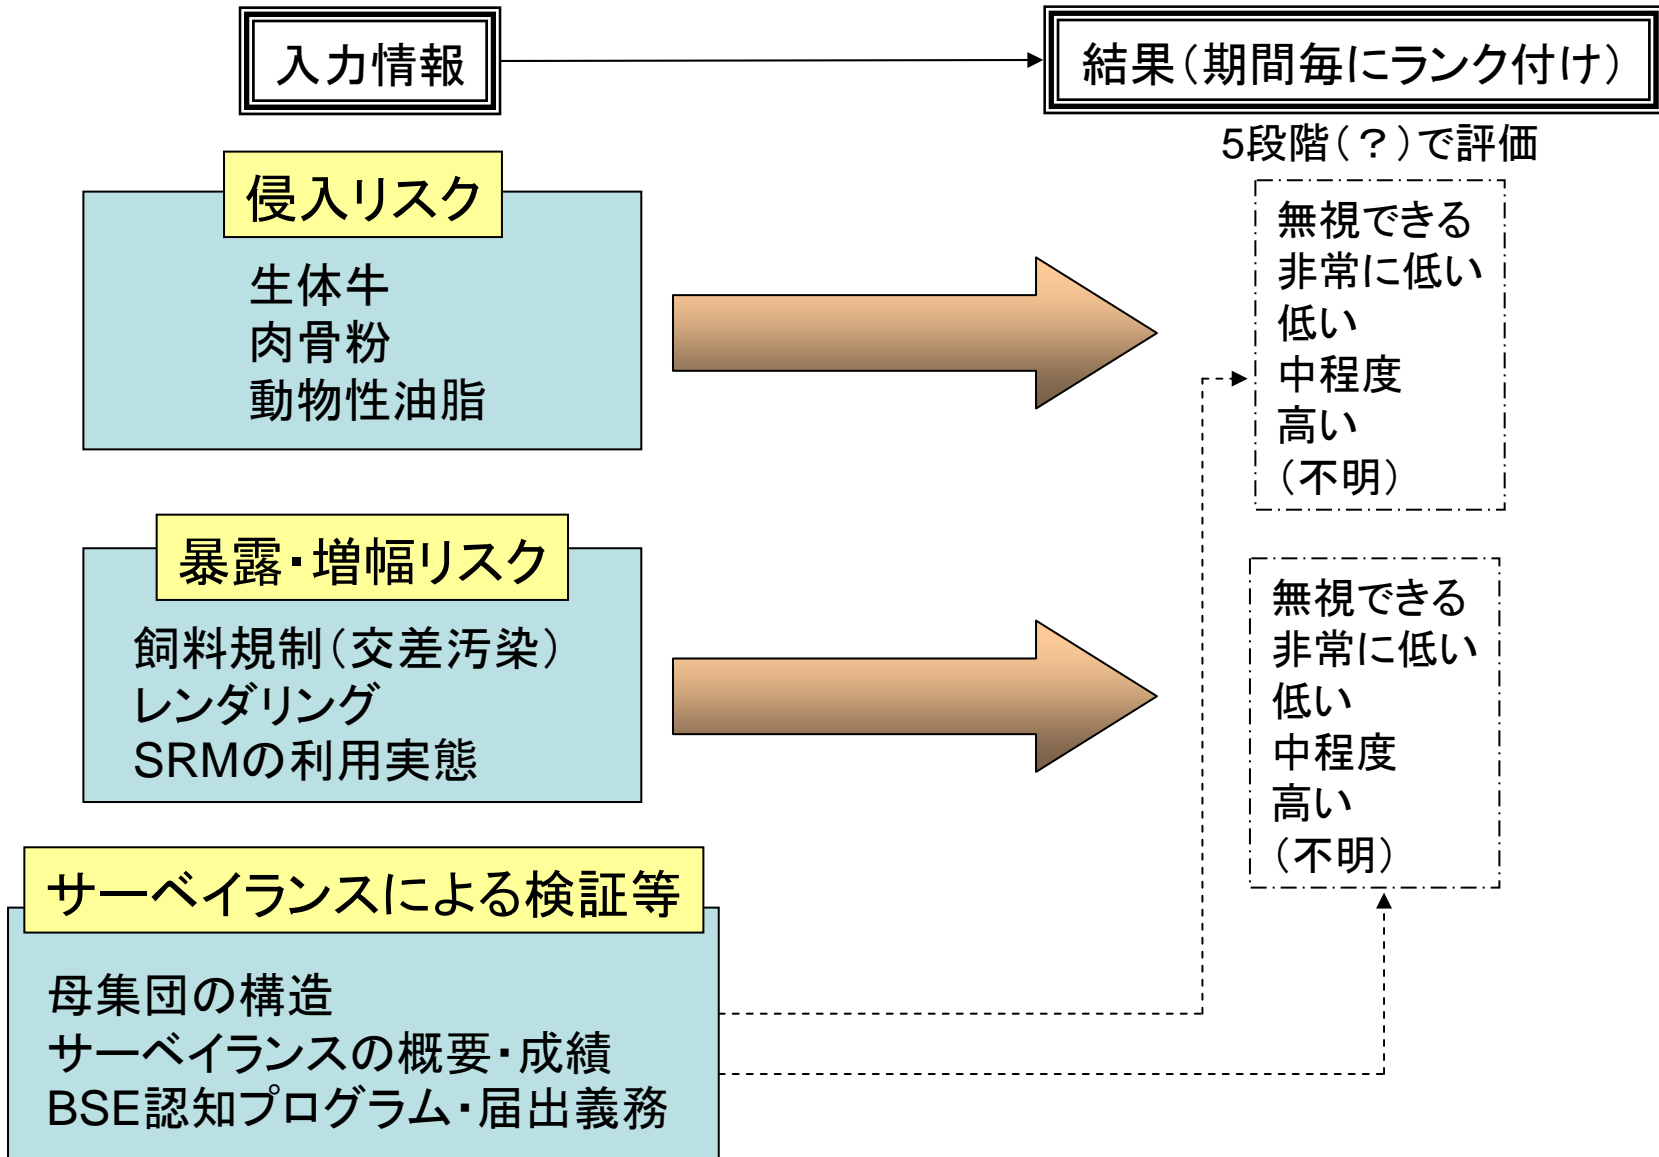 入力情報
結果（期間毎にランク付け）
5段階（？）で評価
侵入リスク
生体牛
肉骨粉
動物性油脂
無視できる
非常に低い
低い
中程度
高い
（不明）
暴露・増幅リスク
飼料規制（交差汚染）
レンダリング
SRMの利用実態
無視できる
非常に低い
低い
中程度
高い
（不明）
サーベイランスによる検証等
母集団の構造
サーベイランスの概要・成績
BSE認知プログラム・届出義務